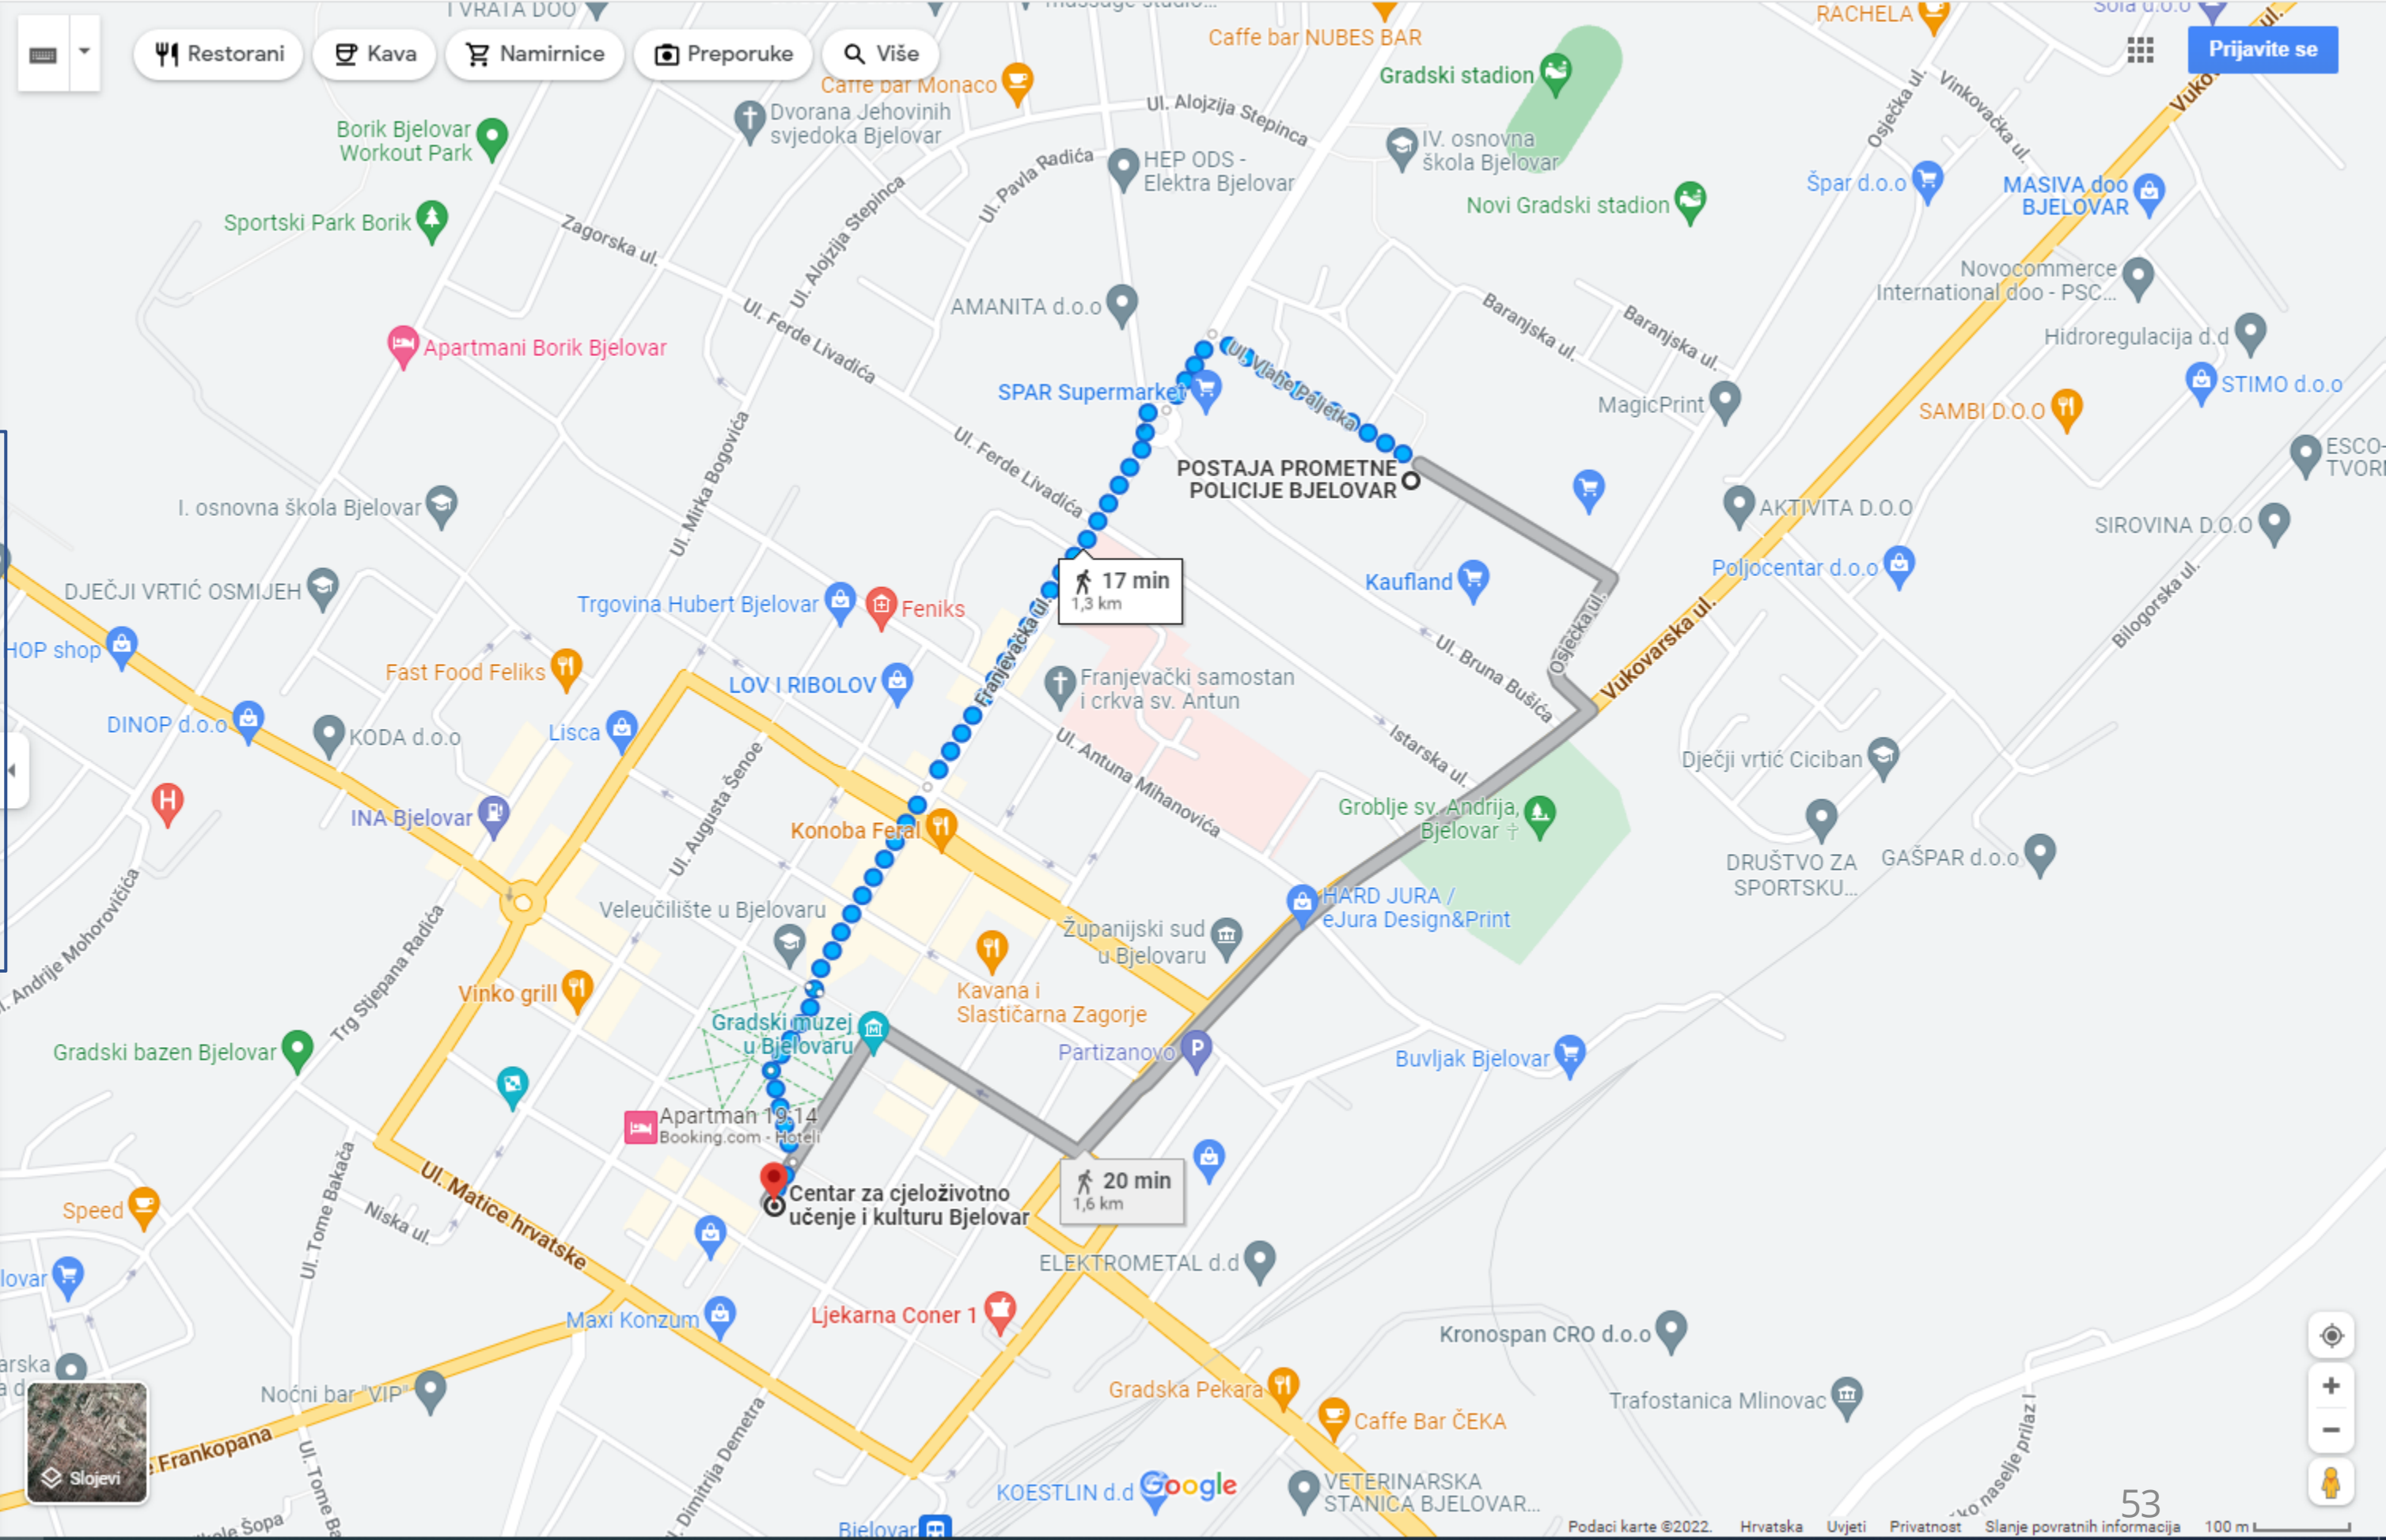 I VRATA DOO
RACHELA
Caffe bar NUBES BAR
Prijavite se
Restorani
Kava
Namirnice
Preporuke
Više
Caffe bar Monaco
Gradski stadion
Ul. Alojzija Stepinca
Osječka ul.
Vinkovačka ul.
Dvorana Jehovinih
svjedoka Bjelovar
Borik Bjelovar
Workout Park
IV. osnovna
škola Bjelovar
HEP ODS -
Elektra Bjelovar
Ul. Pavla Radića
Špar d.o.o
MASIVA doo
BJELOVAR
Novi Gradski stadion
Sportski Park Borik
Zagorska ul.
Ul. Alojzija Stepinca
Novocommerce
International doo - PSC...
AMANITA d.o.o
Baranjska ul.
Baranjska ul.
Hidroregulacija d.d
Ul. Ferde Livadića
Apartmani Borik Bjelovar
Ul. Vlahe Paljetka
SPAR Supermarket
STIMO d.o.o
MagicPrint
SAMBI D.O.O
Ul. Ferde Livadića
Ul. Mirka Bogovića
POSTAJA PROMETNE
POLICIJE BJELOVAR
ESCO-
I. osnovna škola Bjelovar
AKTIVITA D.O.O
SIROVINA D.O.O
17 min
1,3 km
Kaufland
Poljocentar d.o.o
DJEČJI VRTIĆ OSMIJEH
Trgovina Hubert Bjelovar
Feniks
Bilogorska ul.
Osječka ul.
Vukovarska ul.
HOP shop
Fast Food Feliks
LOV I RIBOLOV
Franjevačka ul.
Franjevački samostan
i crkva sv. Antun
Ul. Bruna Bušića
DINOP d.o.o
KODA d.o.o
Lisca
Istarska ul.
Ul. Antuna Mihanovića
Dječji vrtić Ciciban
Ul. Augusta Šenoe
INA Bjelovar
Konoba Feral
Groblje sv. Andrija,
Bjelovar
DRUŠTVO ZA
SPORTSKU...
GAŠPAR d.o.o
HARD JURA /
eJura Design&Print
Veleučilište u Bjelovaru
Županijski sud
u Bjelovaru
Andrije Mohorovičića
Trg Stjepana Radića
Vinko grill
Kavana i
Slastičarna Zagorje
Gradski muzej
u Bjelovaru
Gradski bazen Bjelovar
Partizanovo
Buvljak Bjelovar
Apartman 19.14
Booking.com - Hoteli
20 min
1,6 km
Centar za cjeloživotno
učenje i kulturu Bjelovar
Ul. Matice hrvatske
Ul. Tome Bakača
Niska ul.
Speed
ELEKTROMETAL d.d
lovar
Maxi Konzum
Ljekarna Coner 1
Kronospan CRO d.o.o
arska
Noćni bar "VIP"
Gradska Pekara
Trafostanica Mlinovac
Caffe Bar ČEKA
Frankopana
Slojevi
Dimitrija Demetra
KOESTLIN d.d
Google
VETERINARSKA
STANICA BJELOVAR...
naselje prilaz I
53
Šopa
Bjelovar
Podaci karte ©2022. Hrvatska Uvjeti Privatnost Slanje povratnih informacija 100 m